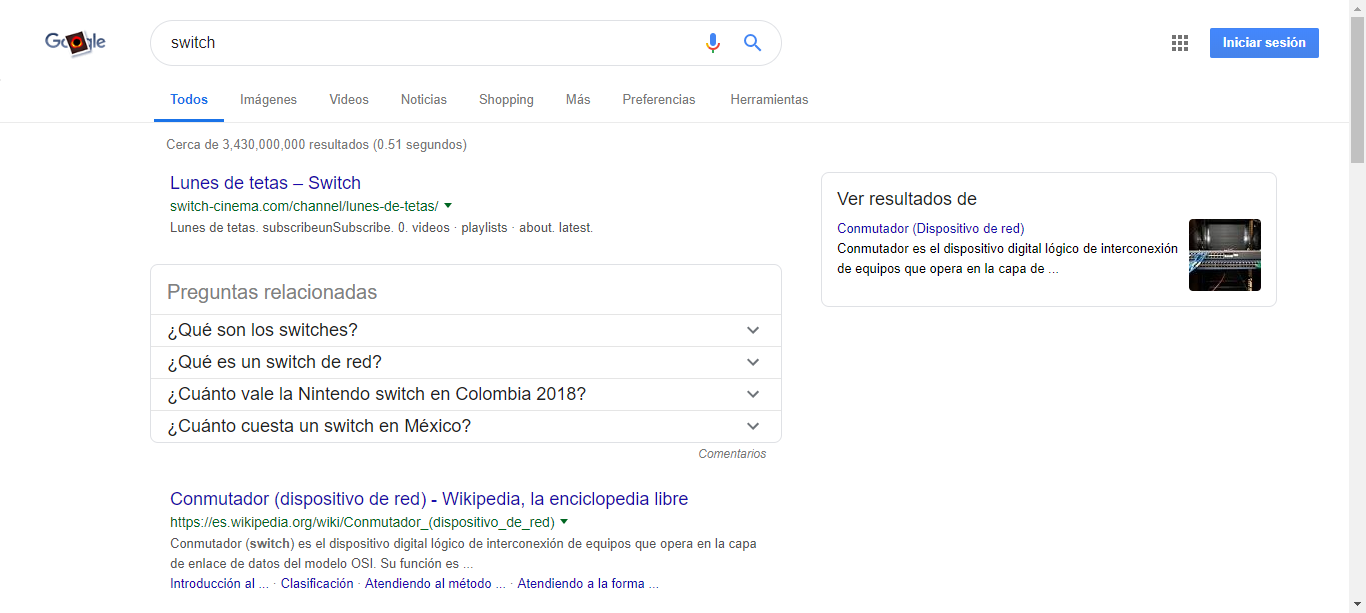 Google
switch
Iniciar sesión
Todos Imágenes Videos Noticias Shopping Más Preferencias Herramientas
Cerca de 3,430,000,000 resultados (0.51 segundos)
Lunes de tetas – Switch
switch-cinema.com/channel/lunes-de-tetas/
Lunes de tetas. subscribeunSubscribe. 0. videos · playlists · about. latest.
Preguntas relacionadas
¿Qué son los switches?
¿Qué es un switch de red?
¿Cuánto vale la Nintendo switch en Colombia 2018?
¿Cuánto cuesta un switch en México?
Comentarios
Conmutador (dispositivo de red) - Wikipedia, la enciclopedia libre
https://es.wikipedia.org/wiki/Conmutador_(dispositivo_de_red)
Conmutador (switch) es el dispositivo digital lógico de interconexión de equipos que opera en la capa
de enlace de datos del modelo OSI. Su función es ...
Introducción al ... · Clasificación · Atendiendo al método ... · Atendiendo a la forma ...
Ver resultados de
Conmutador (Dispositivo de red)
Conmutador es el dispositivo digital lógico de interconexión
de equipos que opera en la capa de ...